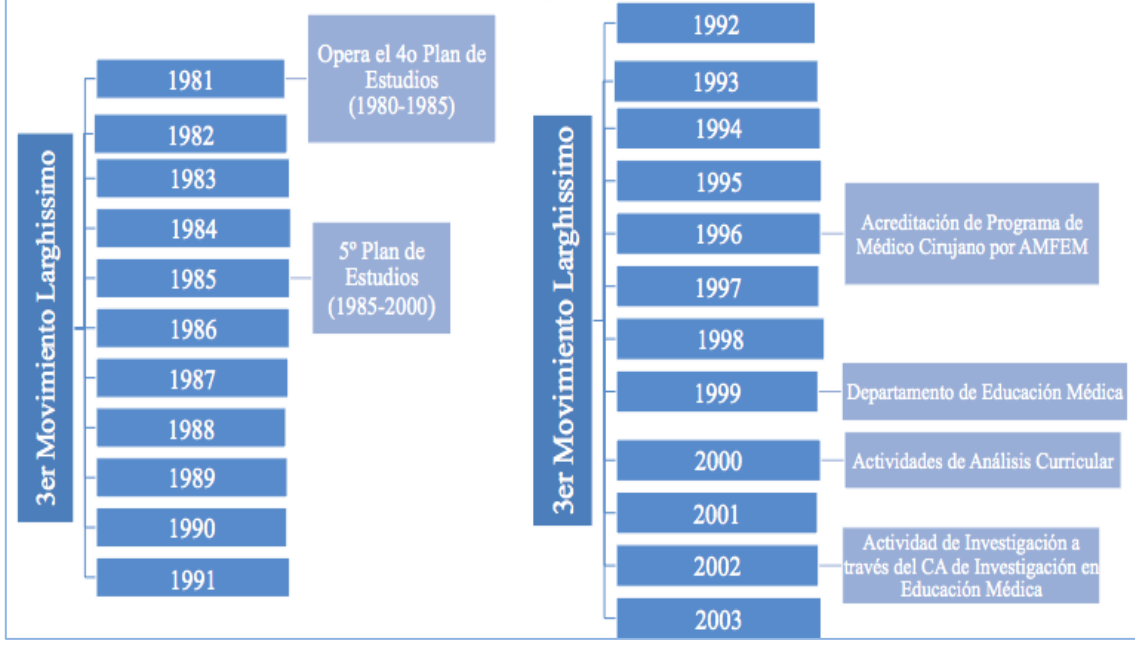 3er Movimiento Larghissimo
1981
Opera el 4o Plan de
Estudios
(1980-1985)
1982
1983
1984
1985
5º Plan de
Estudios
(1985-2000)
1986
1987
1988
1989
1990
1991
3er Movimiento Larghissimo
1992
1993
1994
1995
1996
Acreditación de Programa de
Médico Cirujano por AMFEM
1997
1998
1999
Departamento de Educación Médica
2000
Actividades de Análisis Curricular
2001
2002
Actividad de Investigación a
través del CA de Investigación en
Educación Médica
2003